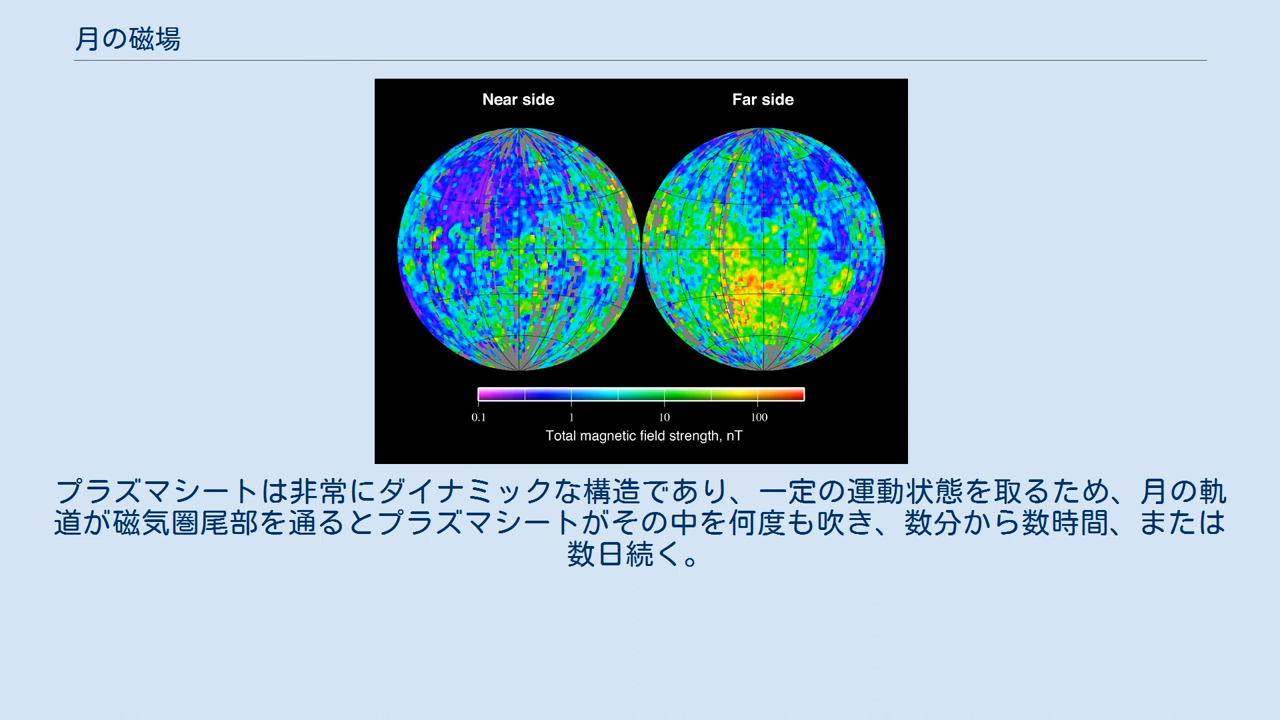 月の磁場
Near side
Far side
0.1 1 10 100
Total magnetic field strength, nT
プラズマシートは非常にダイナミックな構造であり、一定の運動状態を取るため、月の軌
道が磁気圏尾部を通るとプラズマシートがその中を何度も吹き、数分から数時間、または
数日続く。